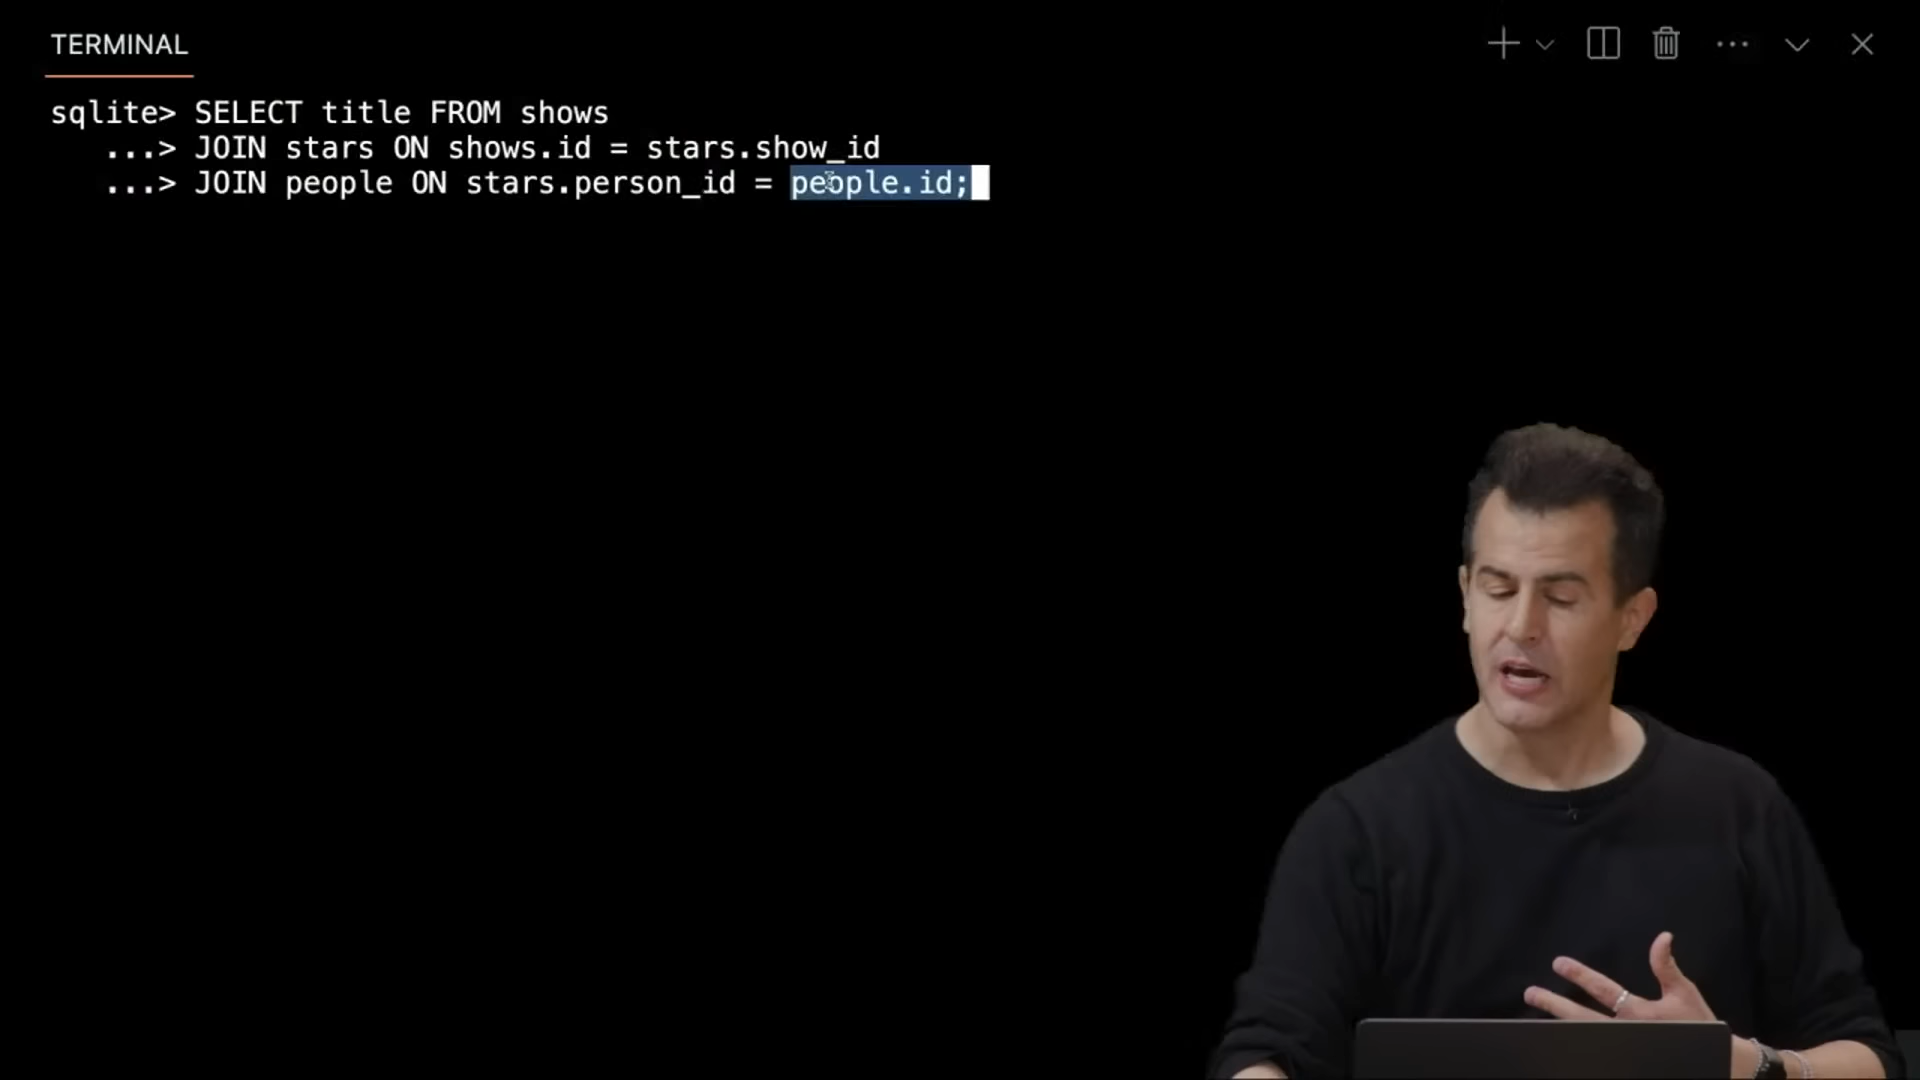 TERMINAL
sqlite> SELECT title FROM shows
...> JOIN stars ON shows.id = stars.show_id
...> JOIN people ON stars.person_id = people.id;